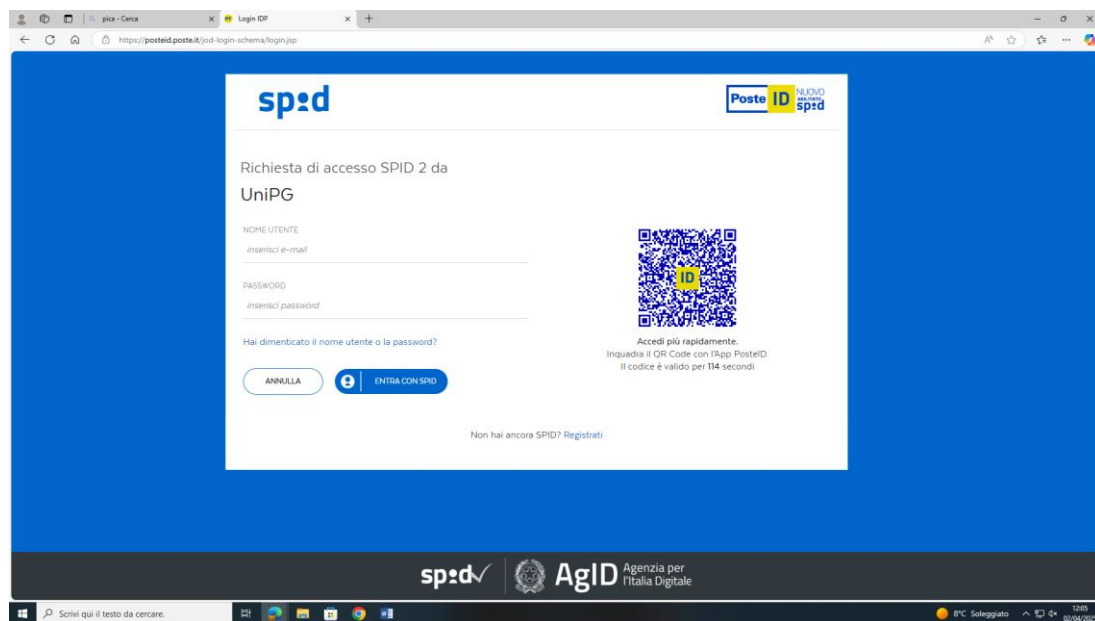 pica - Cerca
Login IDP
https://posteid.poste.it/jod-login-schema/login.jsp
spid
Poste ID NUOVO
ABILITATO
spid
Richiesta di accesso SPID 2 da
UniPG
NOME UTENTE
inserisci e-mail
PASSWORD
inserisci password
Hai dimenticato il nome utente o la password?
ANNULLA
ENTRA CON SPID
ID
Accedi più rapidamente.
Inquadra il QR Code con l'App PosteID.
Il codice è valido per 114 secondi
Non hai ancora SPID? Registrati
spid
AgID Agenzia per
l'Italia Digitale
Scrivi qui il testo da cercare.
8°C Soleggiato
12:05